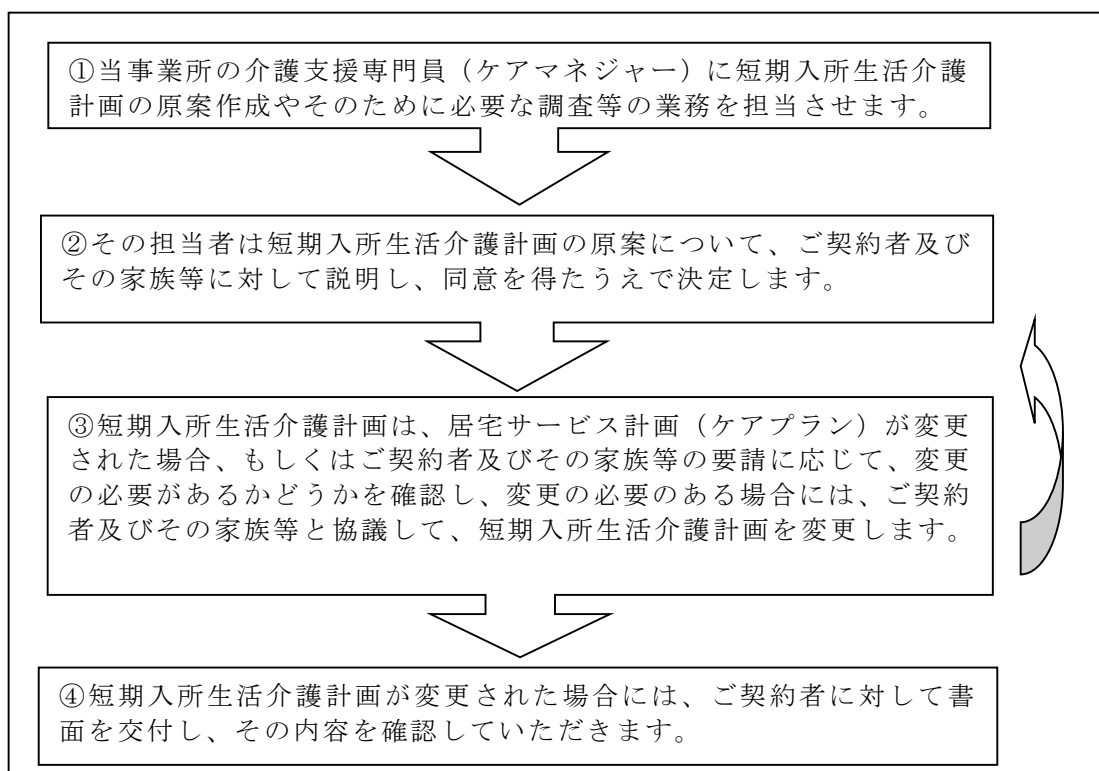 ①当事業所の介護支援専門員（ケアマネジャー）に短期入所生活介護
計画の原案作成やそのために必要な調査等の業務を担当させます。
②その担当者は短期入所生活介護計画の原案について、ご契約者及び
その家族等に対して説明し、同意を得たうえで決定します。
③短期入所生活介護計画は、居宅サービス計画（ケアプラン）が変更
された場合、もしくはご契約者及びその家族等の要請に応じて、変更
の必要があるかどうかを確認し、変更の必要のある場合には、ご契約
者及びその家族等と協議して、短期入所生活介護計画を変更します。
④短期入所生活介護計画が変更された場合には、ご契約者に対して書
面を交付し、その内容を確認していただきます。